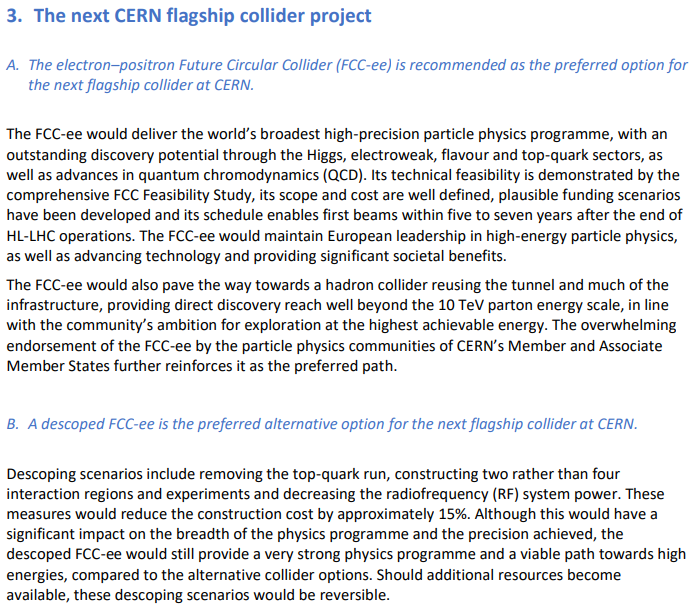 3. The next CERN flagship collider project
A. The electron–positron Future Circular Collider (FCC-ee) is recommended as the preferred option for
the next flagship collider at CERN.
The FCC-ee would deliver the world's broadest high-precision particle physics programme, with an
outstanding discovery potential through the Higgs, electroweak, flavour and top-quark sectors, as
well as advances in quantum chromodynamics (QCD). Its technical feasibility is demonstrated by the
comprehensive FCC Feasibility Study, its scope and cost are well defined, plausible funding scenarios
have been developed and its schedule enables first beams within five to seven years after the end of
HL-LHC operations. The FCC-ee would maintain European leadership in high-energy particle physics,
as well as advancing technology and providing significant societal benefits.
The FCC-ee would also pave the way towards a hadron collider reusing the tunnel and much of the
infrastructure, providing direct discovery reach well beyond the 10 TeV parton energy scale, in line
with the community's ambition for exploration at the highest achievable energy. The overwhelming
endorsement of the FCC-ee by the particle physics communities of CERN's Member and Associate
Member States further reinforces it as the preferred path.
B. A descoped FCC-ee is the preferred alternative option for the next flagship collider at CERN.
Descoping scenarios include removing the top-quark run, constructing two rather than four
interaction regions and experiments and decreasing the radiofrequency (RF) system power. These
measures would reduce the construction cost by approximately 15%. Although this would have a
significant impact on the breadth of the physics programme and the precision achieved, the
descoped FCC-ee would still provide a very strong physics programme and a viable path towards high
energies, compared to the alternative collider options. Should additional resources become
available, these descoping scenarios would be reversible.